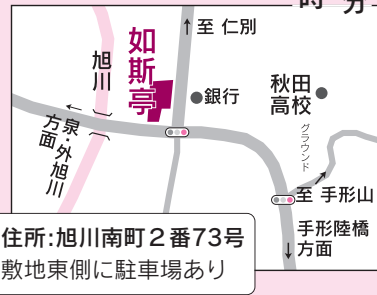 時 分
↑至 仁別
旭川
如斯亭
●銀行
秋田
高校●
グラウンド
←泉・外旭川
方面
至 手形山
手形陸橋
↓方面
住所:旭川南町2番73号
敷地東側に駐車場あり